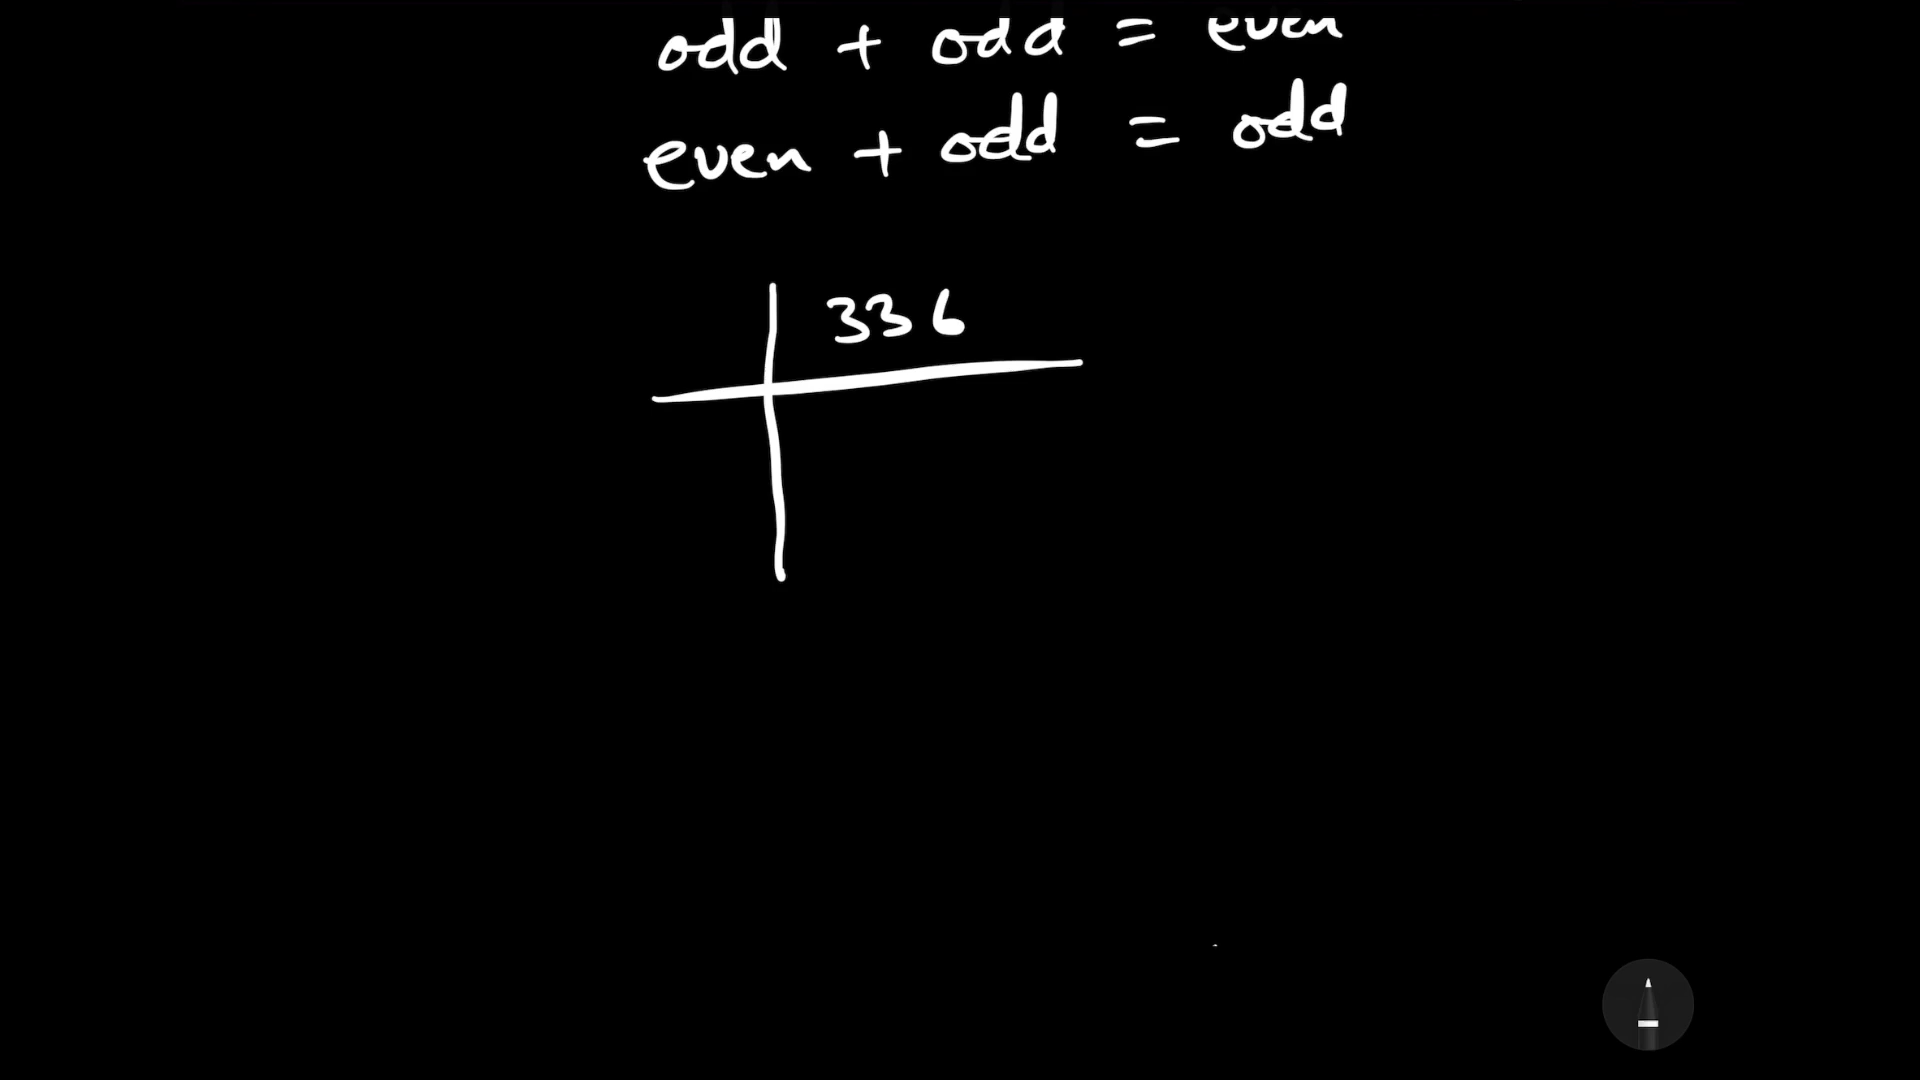 odd + odd = even
even + odd = odd
336